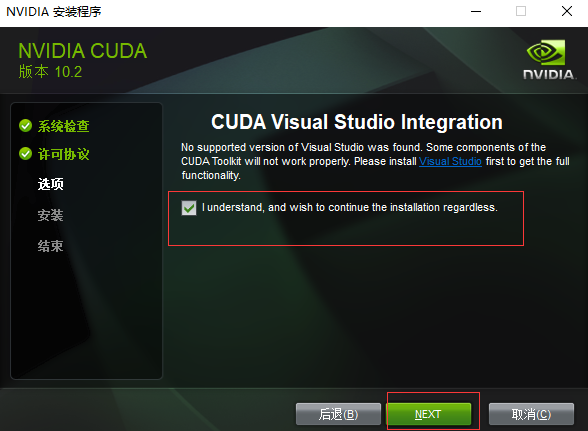 NVIDIA 安装程序
NVIDIA CUDA
版本 10.2
NVIDIA.
系统检查
许可协议
选项
安装
结束
CUDA Visual Studio Integration
No supported version of Visual Studio was found. Some components of the
CUDA Toolkit will not work properly. Please install Visual Studio first to get the full
functionality.
I understand, and wish to continue the installation regardless.
后退(B)
NEXT
取消(C)